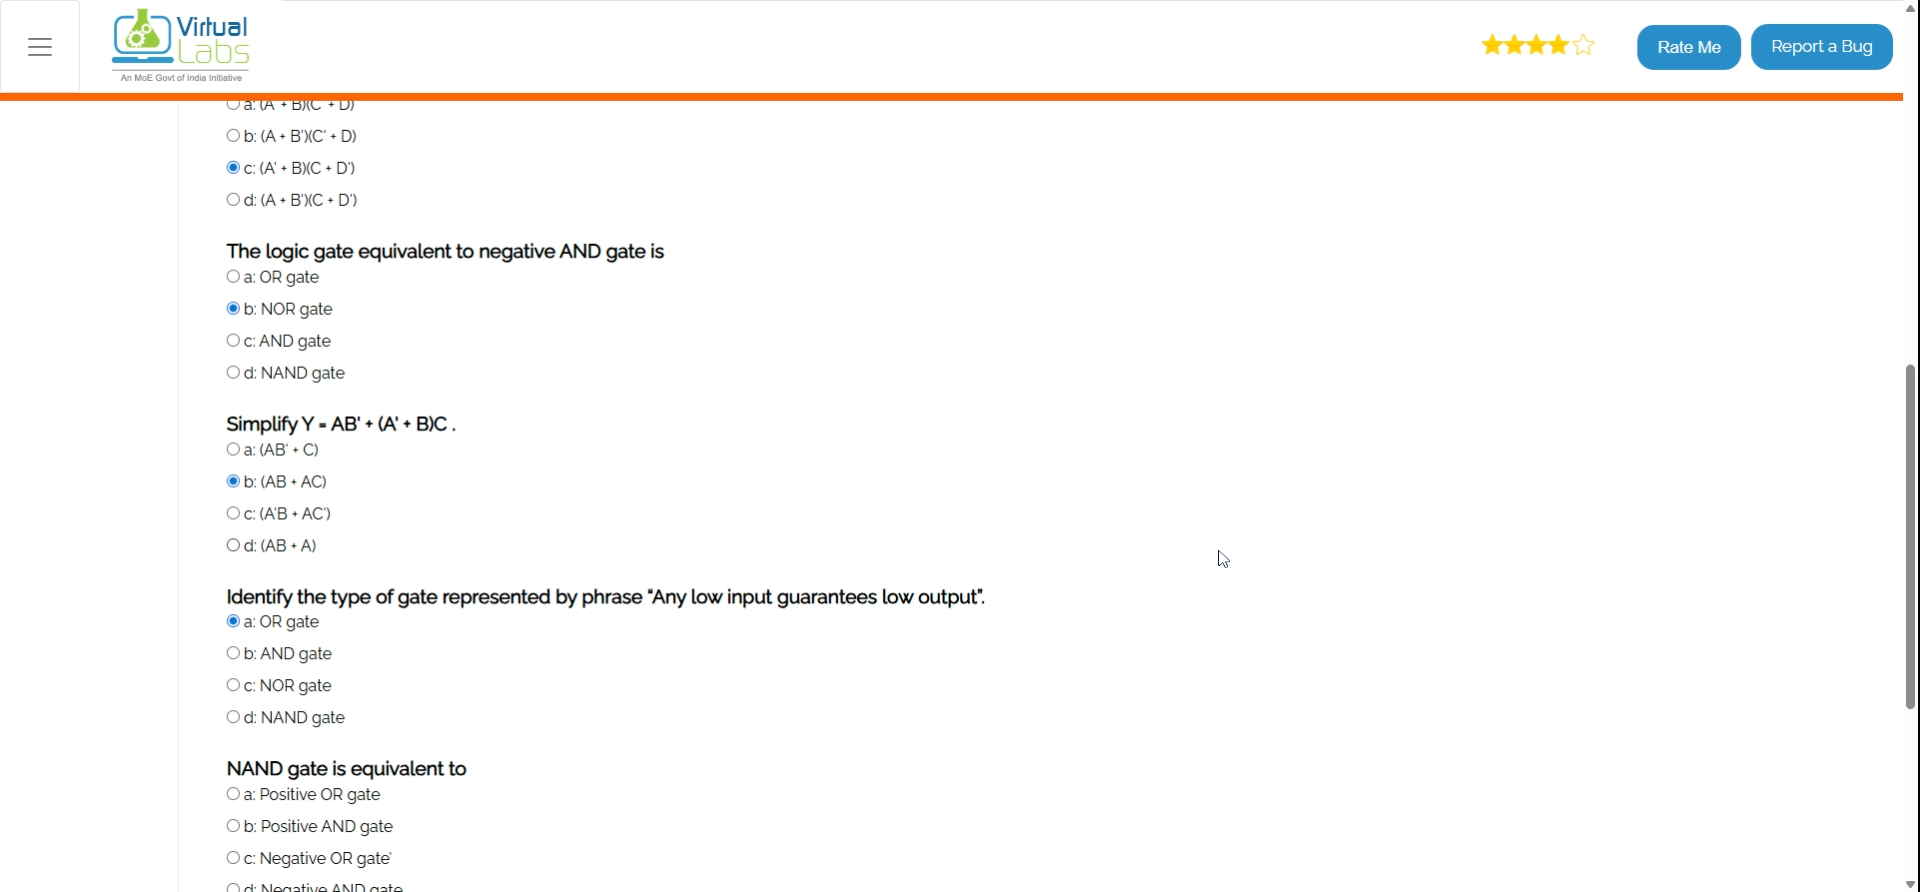 Virtual
Labs
An MoE Govt of India Initiative
Rate Me
Report a Bug
a: (A + B)(C + D)
b: (A + B')(C' + D)
c: (A' + B)(C + D')
d: (A + B')(C + D')
The logic gate equivalent to negative AND gate is
a: OR gate
b: NOR gate
c: AND gate
d: NAND gate
Simplify Y = AB' + (A' + B)C .
a: (AB' + C)
b: (AB + AC)
c: (A'B + AC')
d: (AB + A)
Identify the type of gate represented by phrase “Any low input guarantees low output”.
a: OR gate
b: AND gate
c: NOR gate
d: NAND gate
NAND gate is equivalent to
a: Positive OR gate
b: Positive AND gate
c: Negative OR gate'
d: Negative AND gate